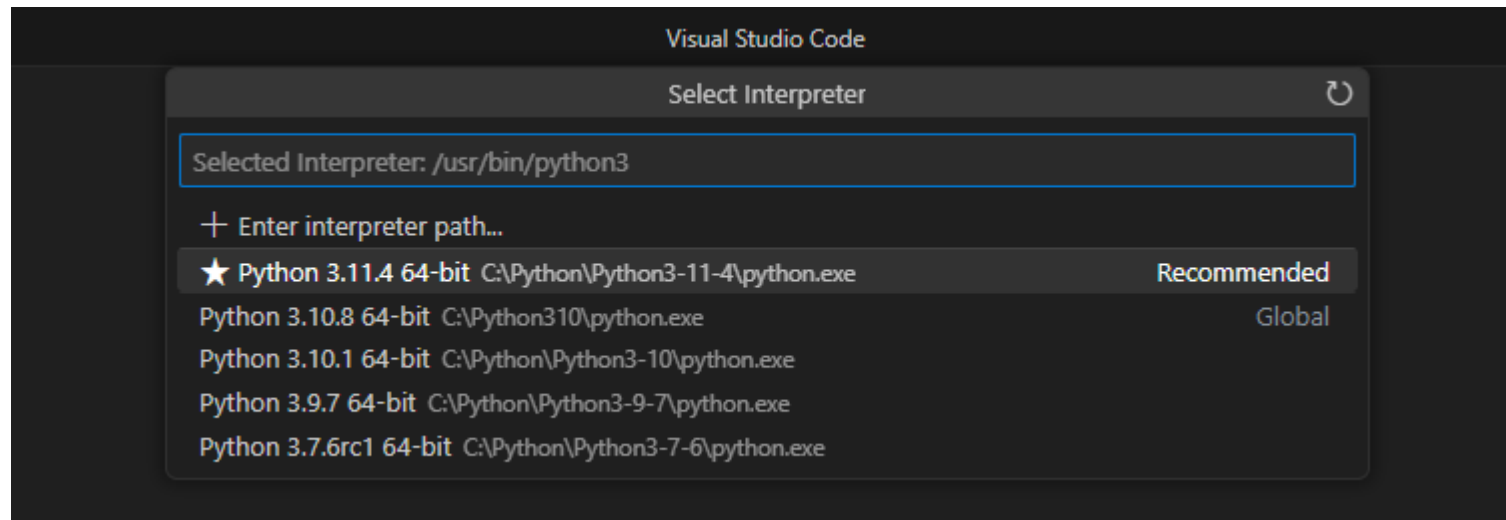 Visual Studio Code
Select Interpreter
Selected Interpreter: /usr/bin/python3
+ Enter interpreter path...
★ Python 3.11.4 64-bit C:\Python\Python3-11-4\python.exe Recommended
Python 3.10.8 64-bit C:\Python310\python.exe Global
Python 3.10.1 64-bit C:\Python\Python3-10\python.exe
Python 3.9.7 64-bit C:\Python\Python3-9-7\python.exe
Python 3.7.6rc1 64-bit C:\Python\Python3-7-6\python.exe